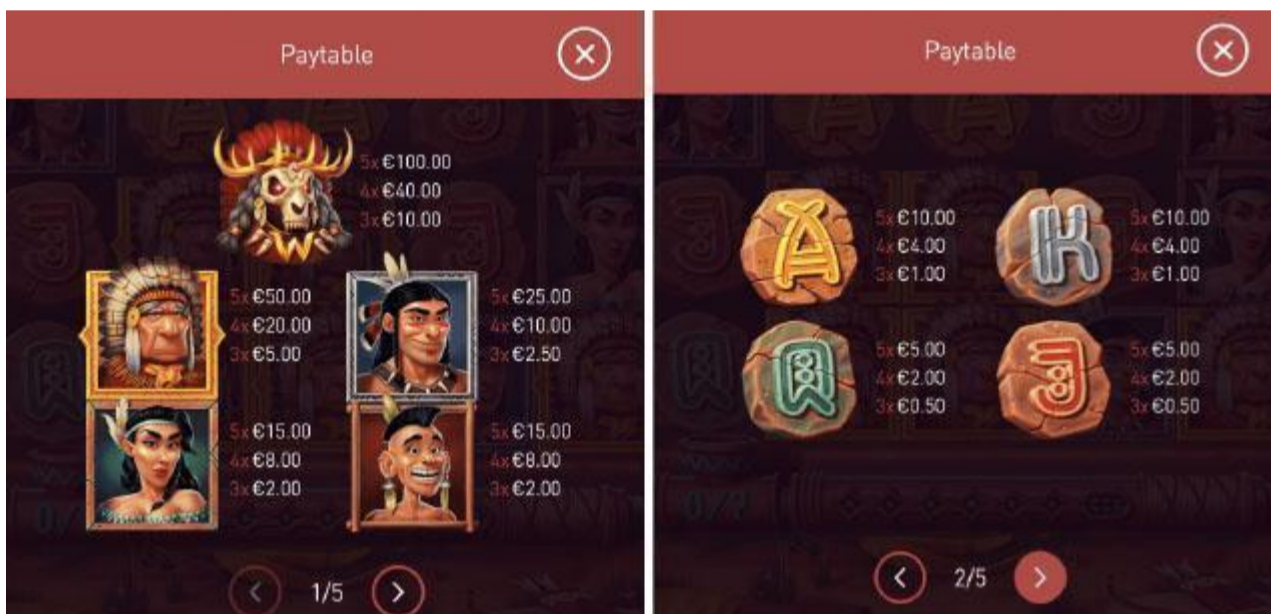 Paytable
5x €100.00
4x €40.00
3x €10.00
5x €50.00
4x €20.00
3x €5.00
5x €25.00
4x €10.00
3x €2.50
5x €15.00
4x €8.00
3x €2.00
5x €15.00
4x €8.00
3x €2.00
1/5
Paytable
A
5x €10.00
4x €4.00
3x €1.00
K
5x €10.00
4x €4.00
3x €1.00
Q
5x €5.00
4x €2.00
3x €0.50
J
5x €5.00
4x €2.00
3x €0.50
2/5